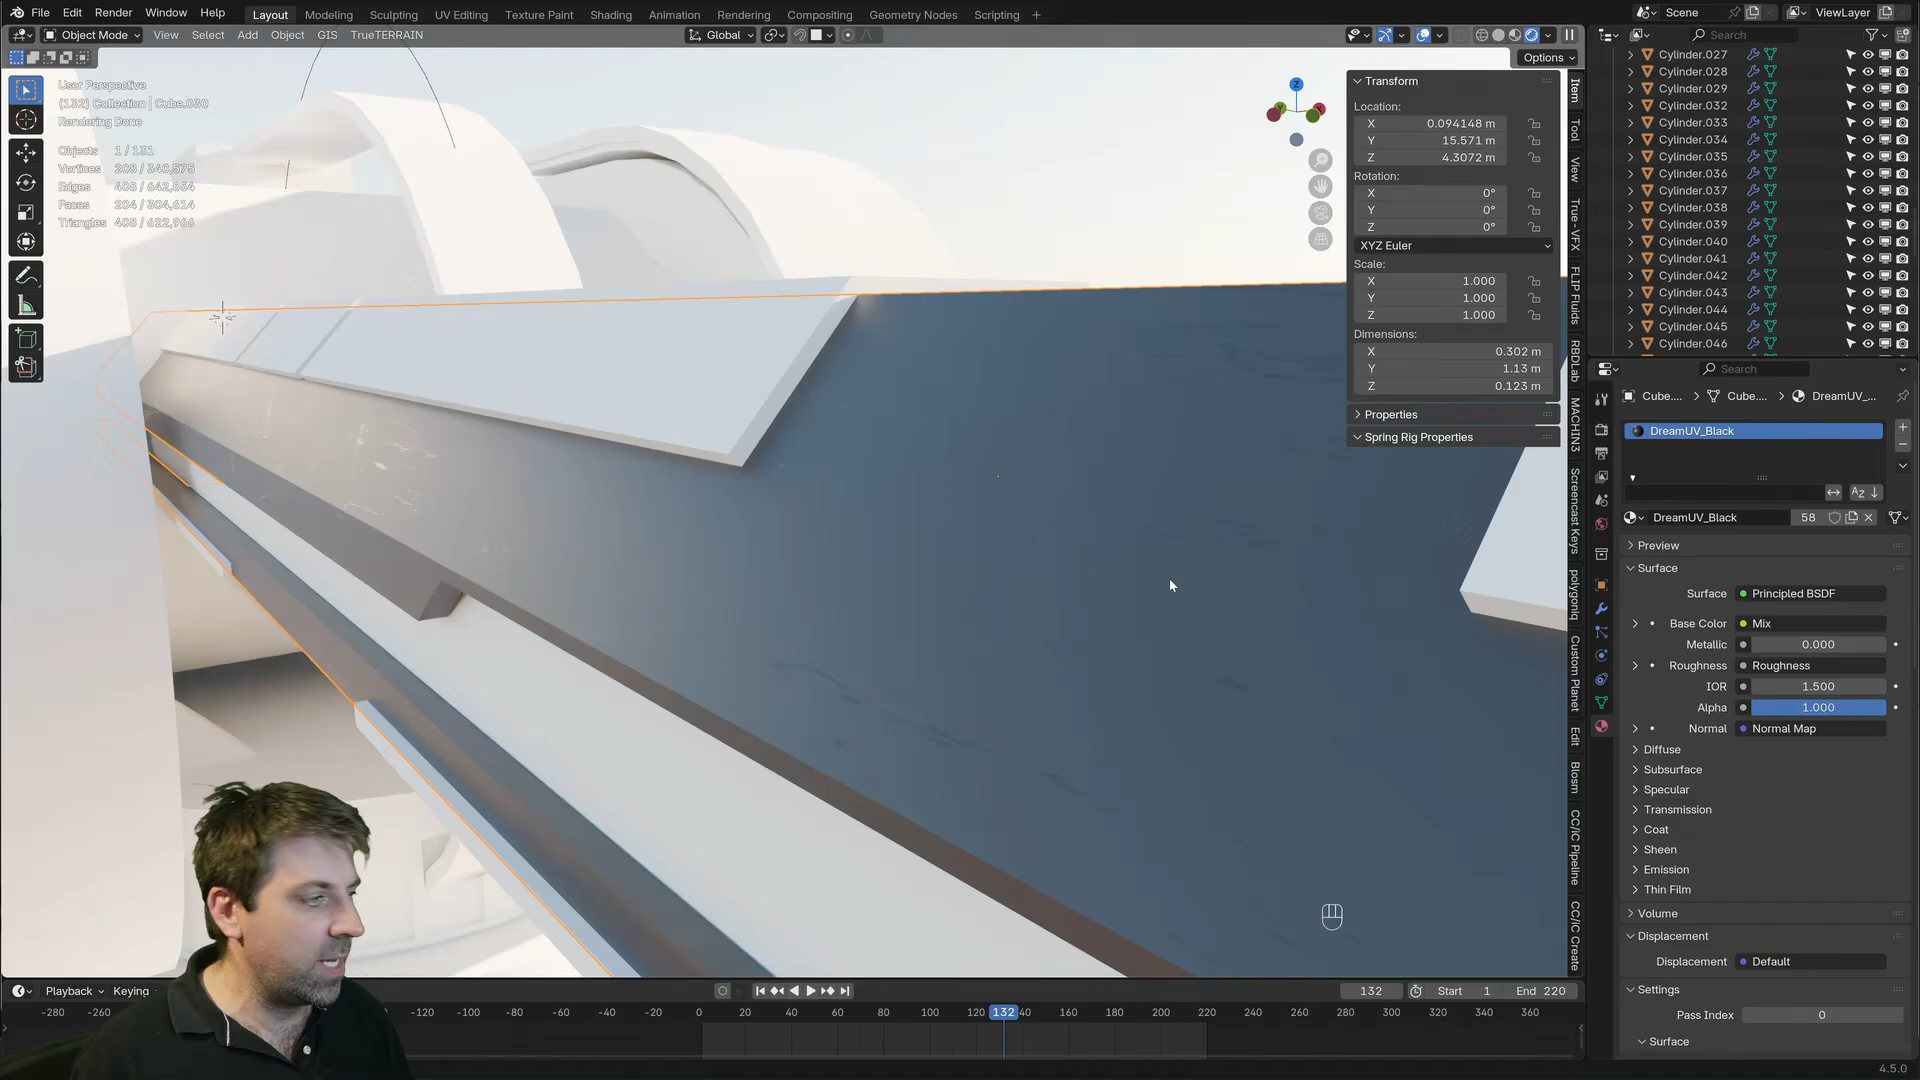 File Edit Render Window Help Layout Modeling Sculpting UV Editing Texture Paint Shading Animation Rendering Compositing Geometry Nodes Scripting + Scene ViewLayer
Object Mode View Select Add Object GIS TrueTERRAIN Global Search
Options
User Perspective
(132) Collection | Cube.030
Rendering Done
Objects 1 / 131
Vertices 208 / 340,575
Edges 408 / 642,854
Faces 204 / 304,614
Triangles 408 / 622,966
Z
Transform
Location:
X 0.094148 m
Y 15.571 m
Z 4.3072 m
Rotation:
X 0°
Y 0°
Z 0°
XYZ Euler
Scale:
X 1.000
Y 1.000
Z 1.000
Dimensions:
X 0.302 m
Y 1.13 m
Z 0.123 m
Properties
Spring Rig Properties
Item
Tool
View
True-VFX
FLIP Fluids
RBDLab
MACHIN3
Screencast Keys
polygoniq
Custom Planet
Edit
Blosm
CC/iC Pipeline
CC/iC Create
Cylinder.027
Cylinder.028
Cylinder.029
Cylinder.032
Cylinder.033
Cylinder.034
Cylinder.035
Cylinder.036
Cylinder.037
Cylinder.038
Cylinder.039
Cylinder.040
Cylinder.041
Cylinder.042
Cylinder.043
Cylinder.044
Cylinder.045
Cylinder.046
Search
Cube.... > Cube.... > DreamUV_...
DreamUV_Black
DreamUV_Black 58
Preview
Surface
Surface Principled BSDF
Base Color Mix
Metallic 0.000
Roughness Roughness
IOR 1.500
Alpha 1.000
Normal Normal Map
Diffuse
Subsurface
Specular
Transmission
Coat
Sheen
Emission
Thin Film
Volume
Displacement
Displacement Default
Settings
Pass Index 0
Surface
Playback Keying 132 Start 1 End 220
-280 -260 -120 -100 -80 -60 -40 -20 0 20 40 60 80 100 120 132 40 160 180 200 220 240 260 280 300 320 340 360
4.5.0